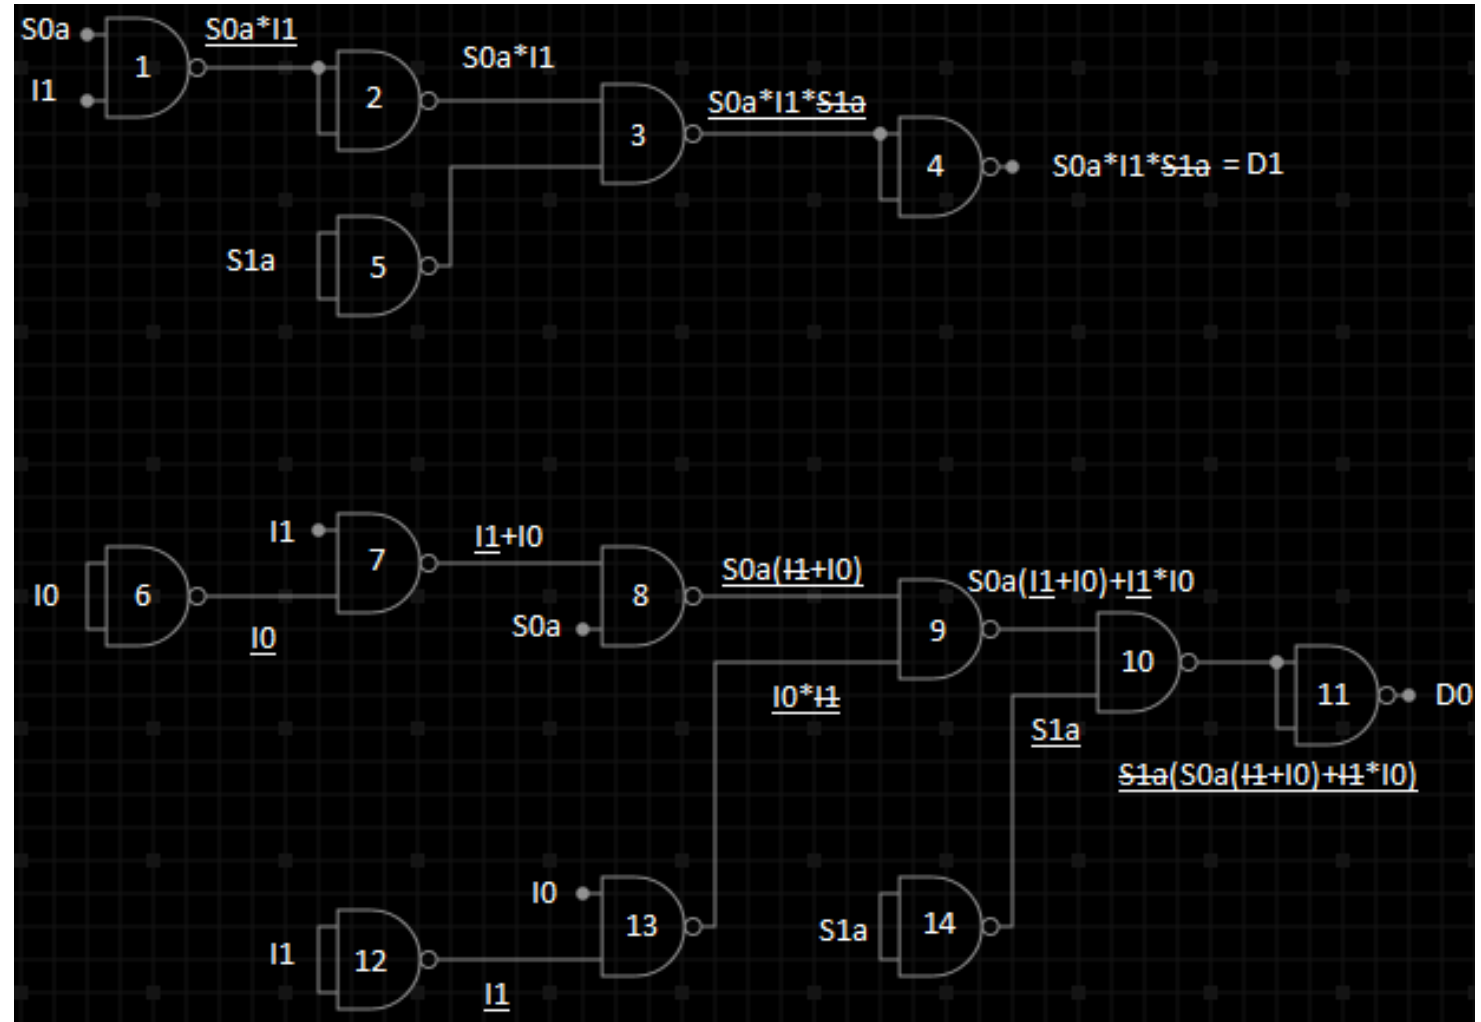 S0a
S0a*I1
1
I1
2
S0a*I1
S0a*I1*S1a
3
4
S0a*I1*S1a = D1
S1a
5
I1
7
I1+I0
I0
6
I0
8
S0a(I1+I0)
S0a
S0a(I1+I0)+I1*I0
9
10
I0*I1
S1a
11
D0
S1a(S0a(I1+I0)+I1*I0)
I0
13
S1a
14
I1
12
I1